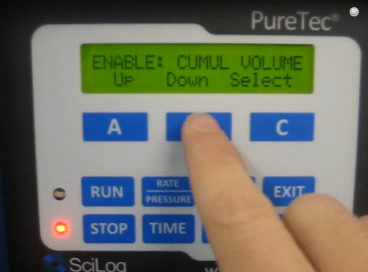 PureTec®
ENABLE: CUMUL VOLUME
Up Down Select
A C
RUN RATE PRESSURE EXIT
STOP TIME
SciLog